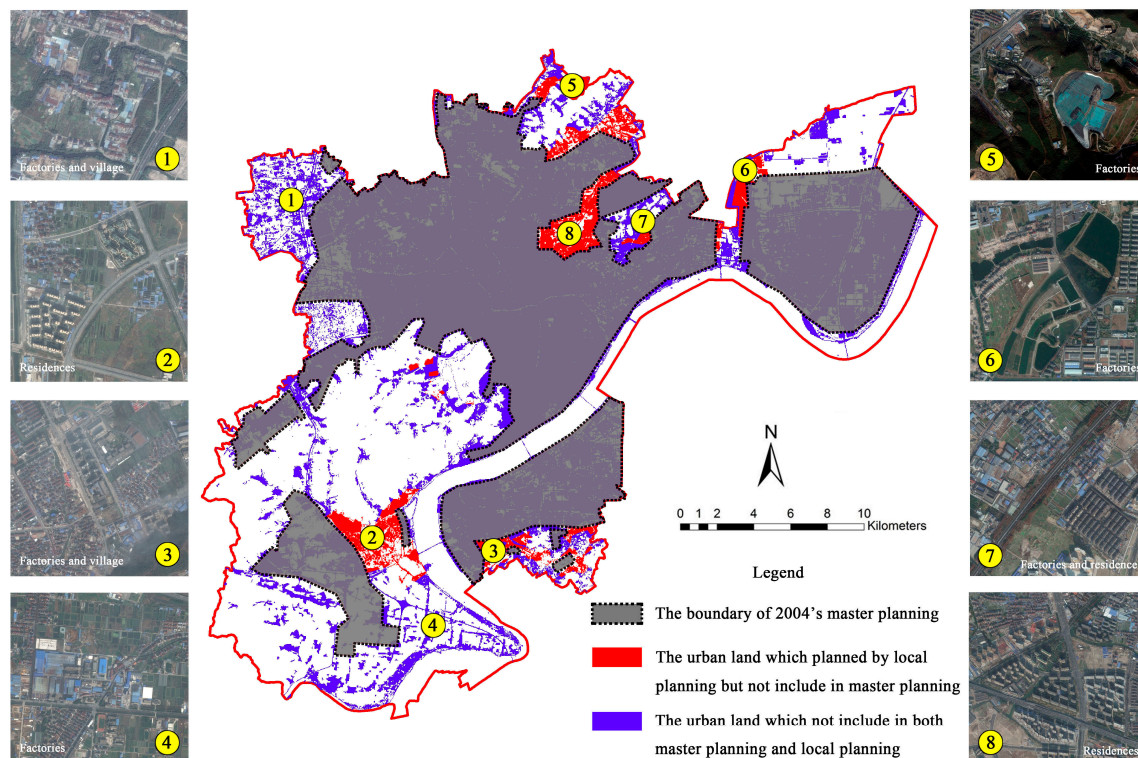 Factories and village
1
Residences
2
Factories and village
3
Factories
4
5
Factories
6
Factories
7
Factories and residence
8
Residences
1
2
3
4
5
6
7
8
N
0 1 2 4 6 8 10
Kilometers
Legend
The boundary of 2004's master planning
The urban land which planned by local
planning but not include in master planning
The urban land which not include in both
master planning and local planning